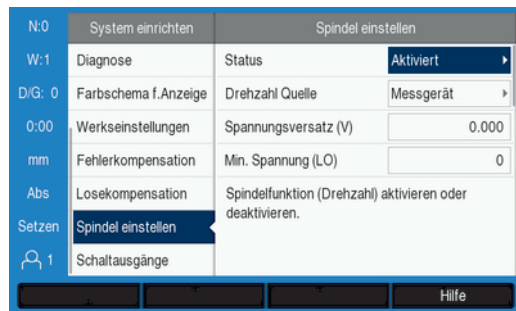 N:0
System einrichten
Spindel einstellen
W:1
Diagnose
Status
Aktiviert
D/G: 0
Farbschema f.Anzeige
Drehzahl Quelle
Messgerät
0:00
Werkseinstellungen
Spannungsversatz (V)
0.000
mm
Fehlerkompensation
Min. Spannung (LO)
0
Abs
Losekompensation
Spindelfunktion (Drehzahl) aktivieren oder
deaktivieren.
Setzen
Spindel einstellen
1
Schaltausgänge
Hilfe